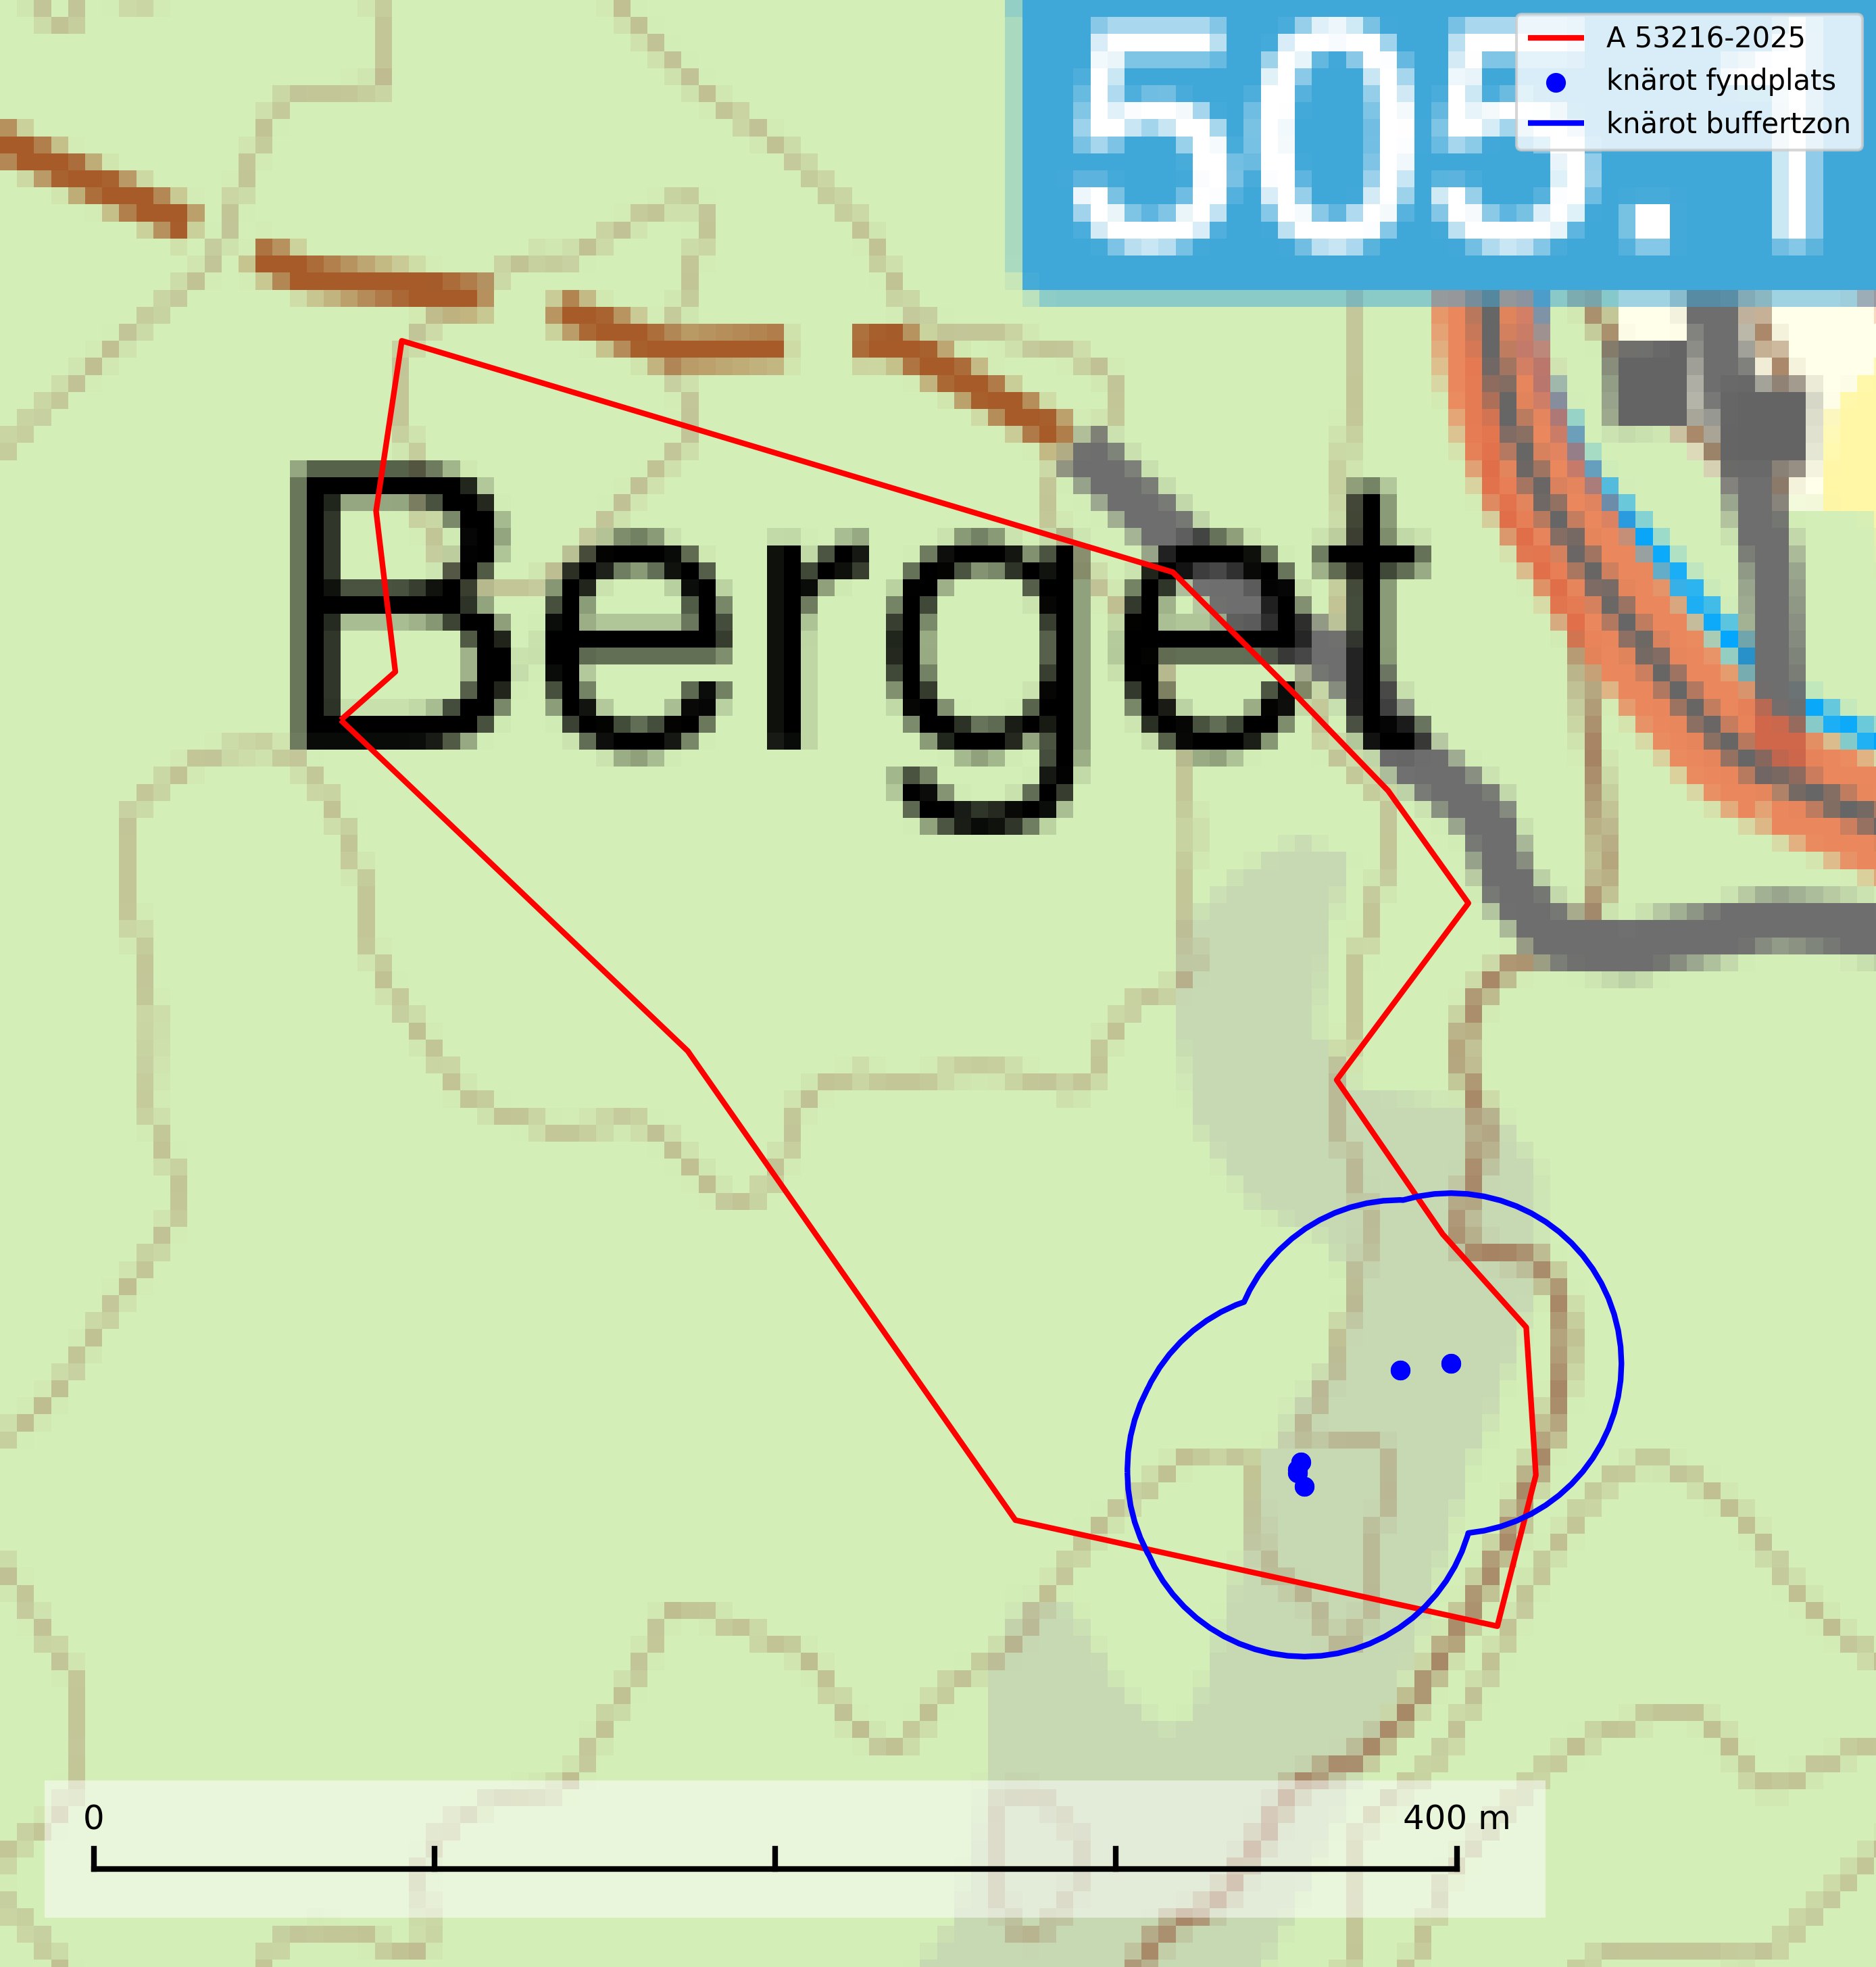 505.1
A 53216-2025
knärot fyndplats
knärot buffertzon
Berget
0 400 m